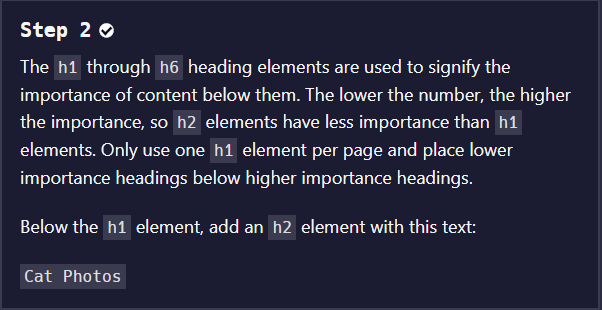 Step 2
The h1 through h6 heading elements are used to signify the
importance of content below them. The lower the number, the higher
the importance, so h2 elements have less importance than h1
elements. Only use one h1 element per page and place lower
importance headings below higher importance headings.
Below the h1 element, add an h2 element with this text:
Cat Photos